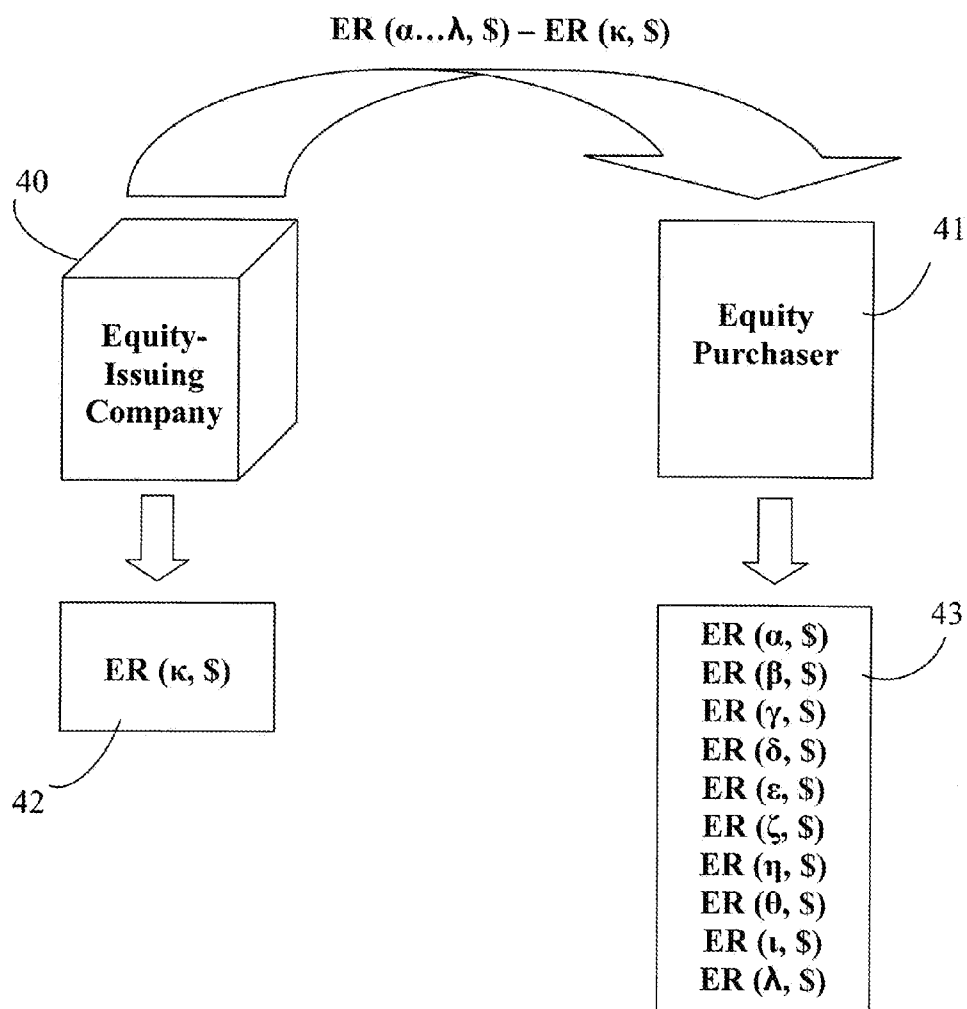 ER (α...λ, $) – ER (κ, $)
40
41
Equity-
Issuing
Company
Equity
Purchaser
43
ER (κ, $)
42
ER (α, $)
ER (β, $)
ER (γ, $)
ER (δ, $)
ER (ε, $)
ER (ζ, $)
ER (η, $)
ER (θ, $)
ER (ι, $)
ER (λ, $)